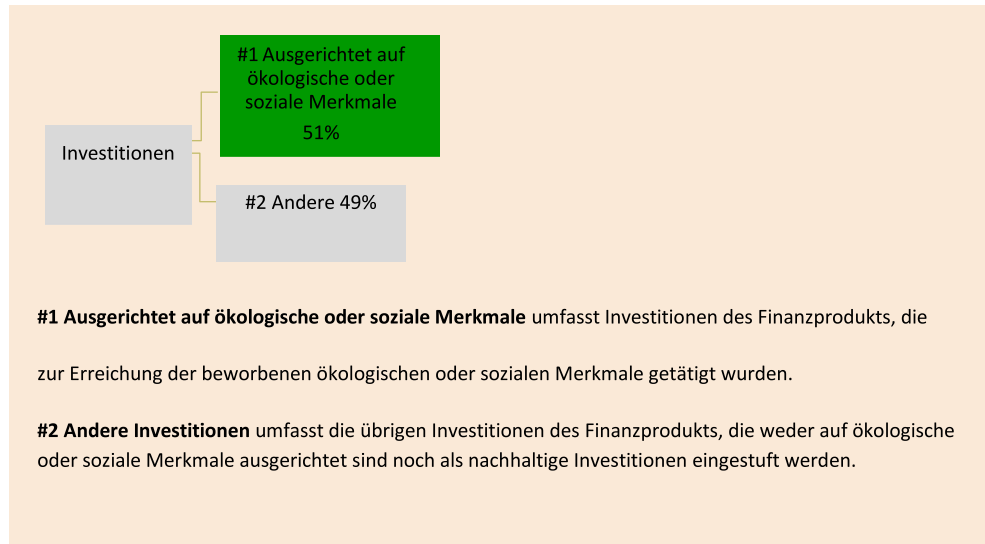 #1 Ausgerichtet auf
ökologische oder
soziale Merkmale
51%
Investitionen
#2 Andere 49%
#1 Ausgerichtet auf ökologische oder soziale Merkmale umfasst Investitionen des Finanzprodukts, die
zur Erreichung der beworbenen ökologischen oder sozialen Merkmale getätigt wurden.
#2 Andere Investitionen umfasst die übrigen Investitionen des Finanzprodukts, die weder auf ökologische
oder soziale Merkmale ausgerichtet sind noch als nachhaltige Investitionen eingestuft werden.